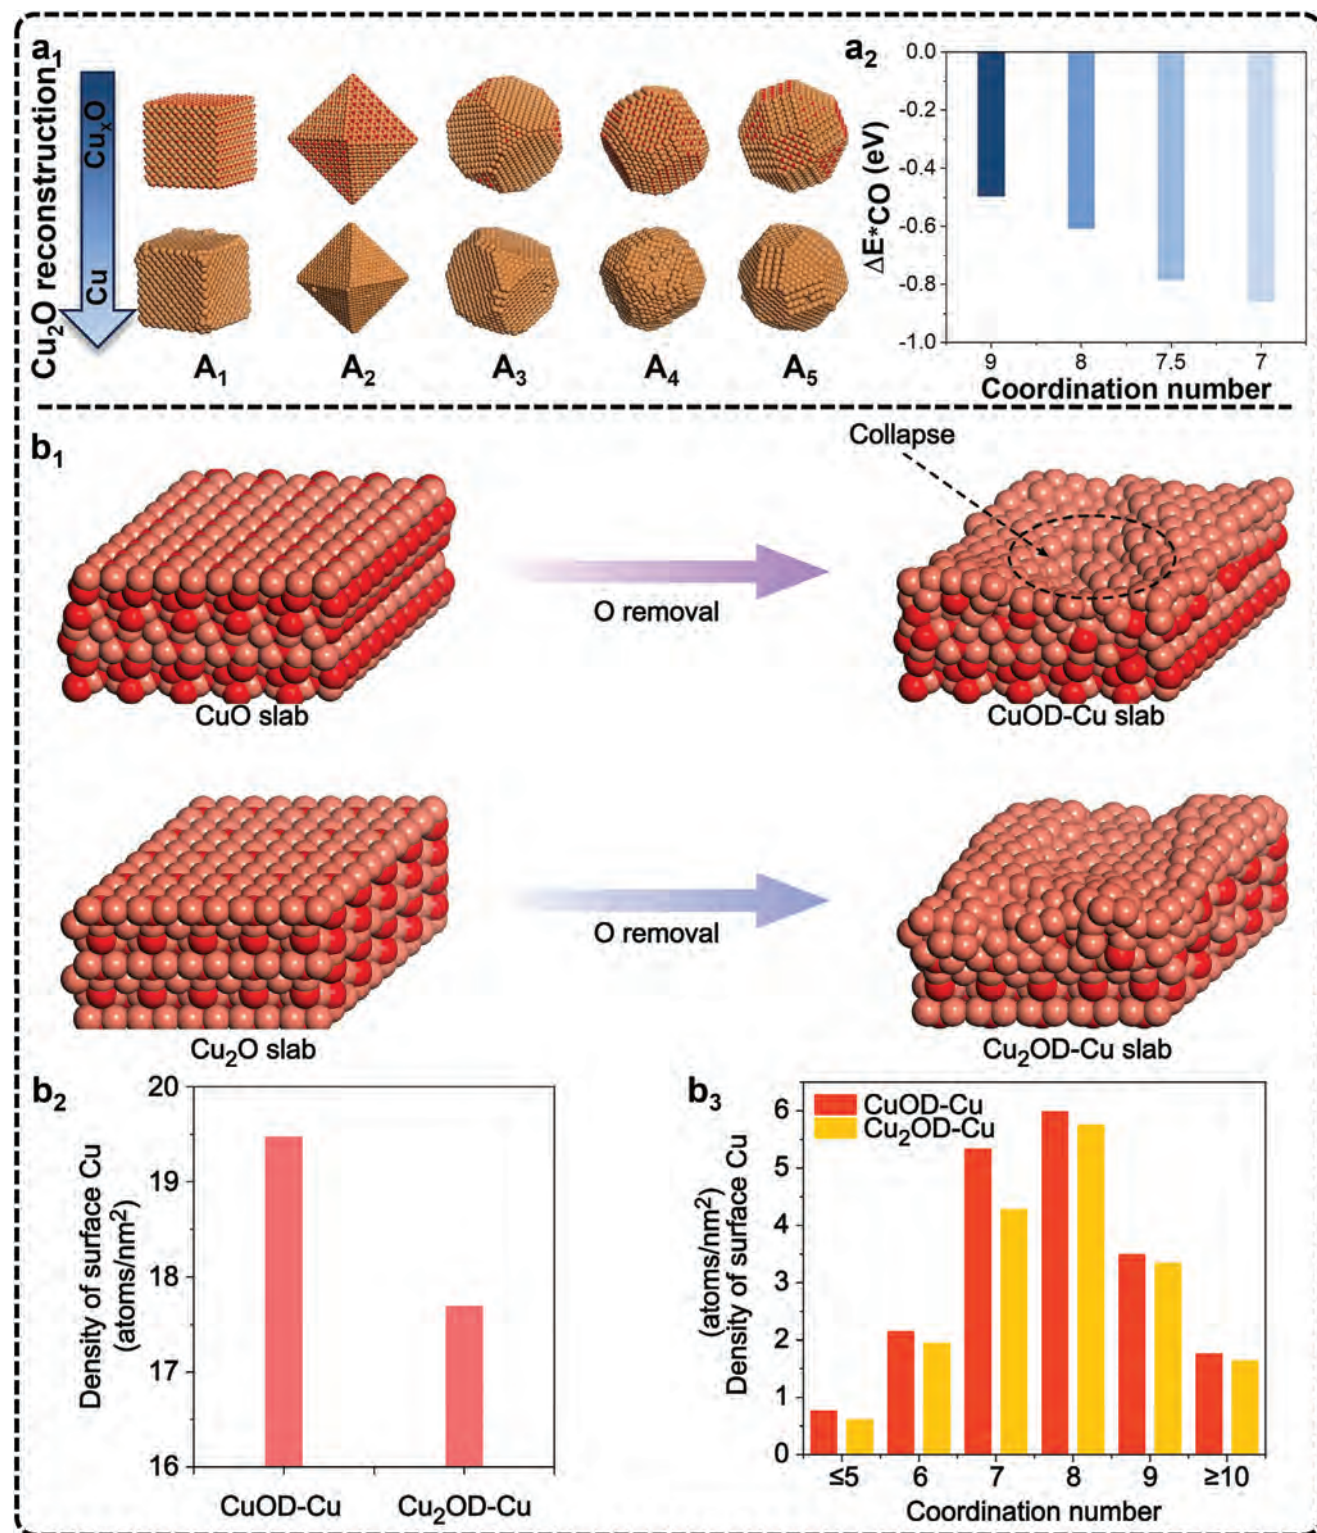 a1
Cu2O reconstruction
CuxO
Cu
A1 A2 A3 A4 A5
a2
ΔE*CO (eV)
0.0
-0.2
-0.4
-0.6
-0.8
-1.0
9 8 7.5 7
Coordination number
b1
Collapse
O removal
CuO slab
CuOD-Cu slab
O removal
Cu2O slab
Cu2OD-Cu slab
b2
Density of surface Cu
(atoms/nm2)
20
19
18
17
16
CuOD-Cu Cu2OD-Cu
b3
(atoms/nm2)
Density of surface Cu
CuOD-Cu
Cu2OD-Cu
6
5
4
3
2
1
0
≤5 6 7 8 9 ≥10
Coordination number